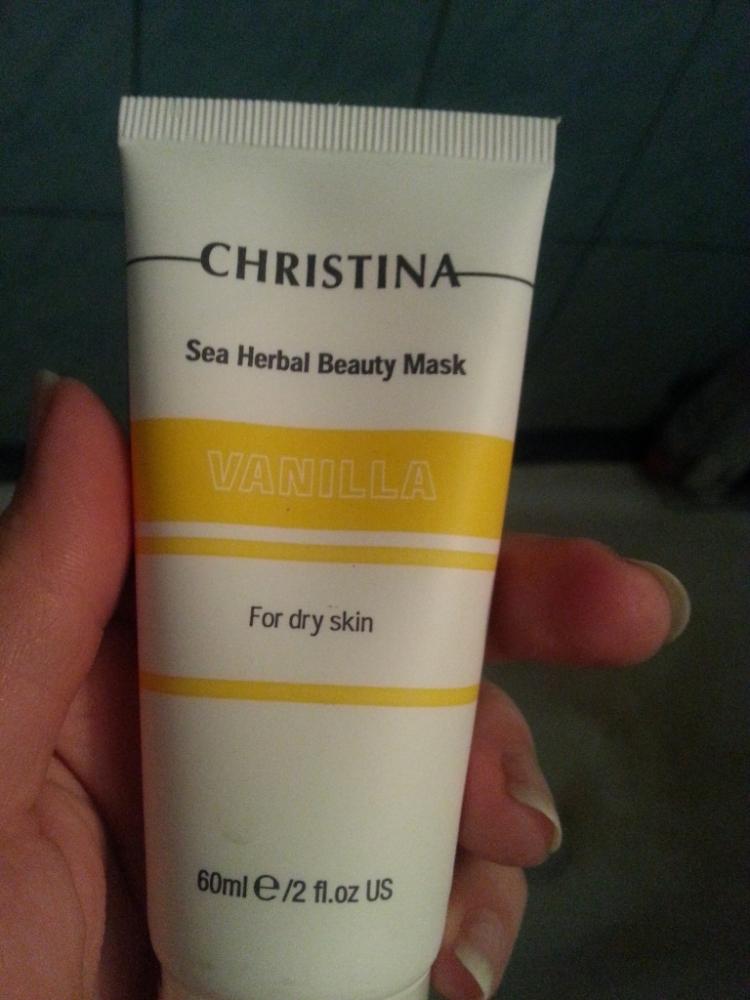 CHRISTINA
Sea Herbal Beauty Mask
VANILLA
For dry skin
60ml ℮/2 fl.oz US